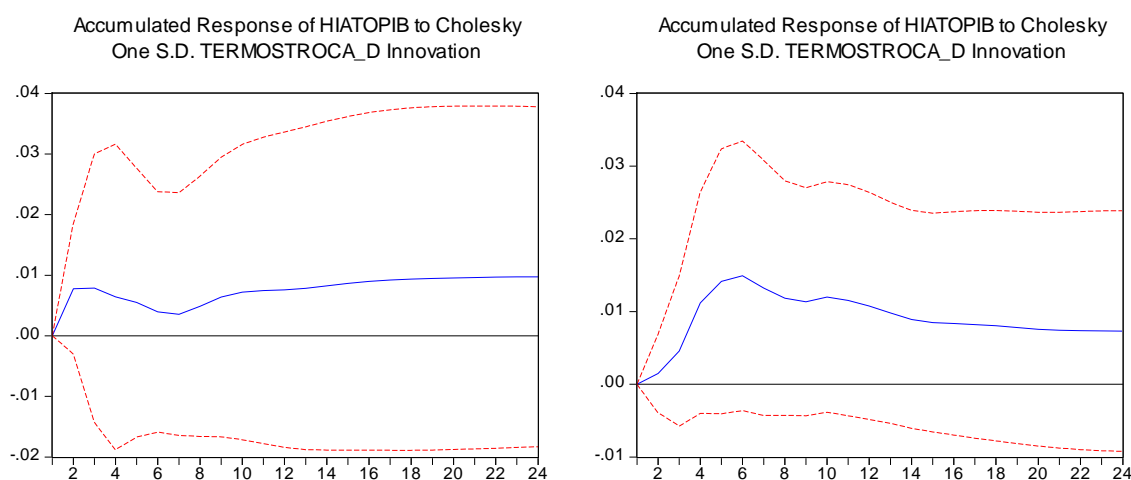 Accumulated Response of HIATOPIB to Cholesky
One S.D. TERMOSTROCA_D Innovation
.04
.03
.02
.01
.00
-.01
-.02
2 4 6 8 10 12 14 16 18 20 22 24
Accumulated Response of HIATOPIB to Cholesky
One S.D. TERMOSTROCA_D Innovation
.04
.03
.02
.01
.00
-.01
2 4 6 8 10 12 14 16 18 20 22 24